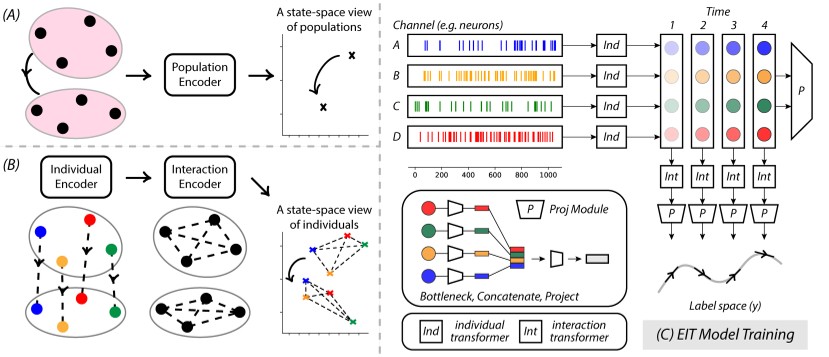 (A)
A state-space view
of populations
Population
Encoder
(B)
Individual
Encoder
Interaction
Encoder
A state-space view
of individuals
Channel (e.g. neurons)
Time
1 2 3 4
A
Ind
B
Ind
C
Ind
D
Ind
P
0 200 400 600 800 1000
Int Int Int Int
P P P P
P
Proj Module
Bottleneck, Concatenate, Project
Label space (y)
Ind
individual
transformer
Int
interaction
transformer
(C) EIT Model Training